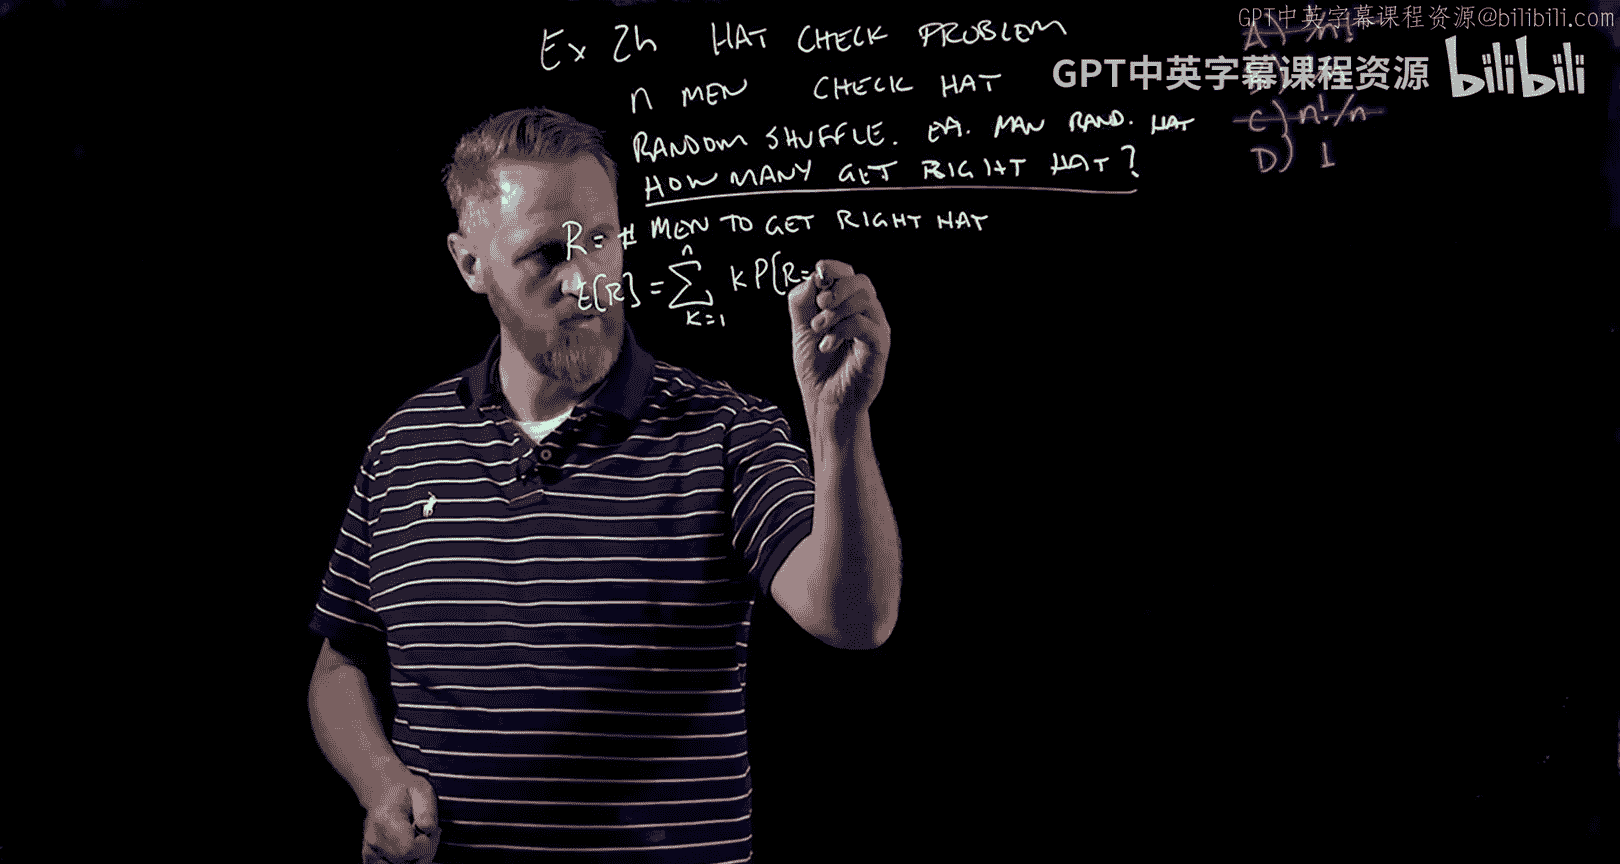 GPT中英字幕课程资源@bilibili.com
GPT中英字幕课程资源 bilibili
Ex 2h HAT CHECK PROBLEM
n MEN CHECK HAT
RANDOM SHUFFLE. EA. MAN RAND. HAT
HOW MANY GET RIGHT HAT?
R = # MEN TO GET RIGHT HAT
E[R] = n ∑ k=1 k P[R=
A) n!
C) n!/n
D) 1